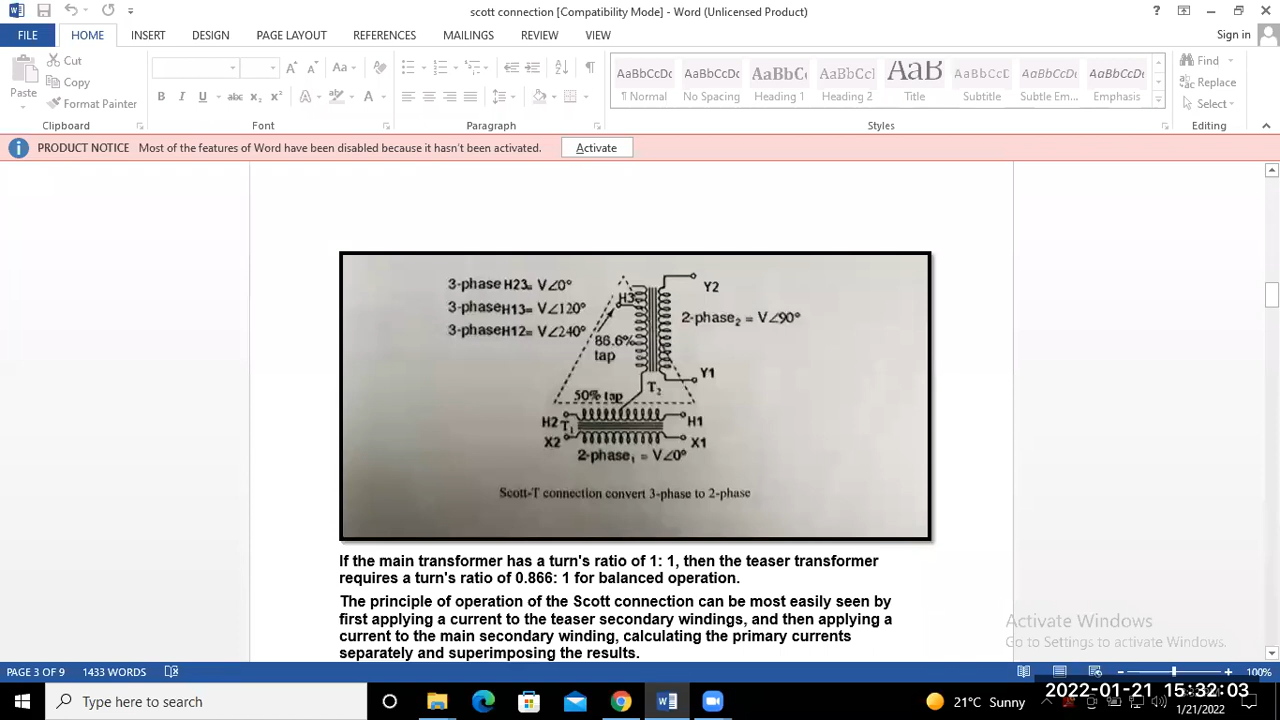 scott connection [Compatibility Mode] - Word (Unlicensed Product)
FILE HOME INSERT DESIGN PAGE LAYOUT REFERENCES MAILINGS REVIEW VIEW Sign in
Paste Cut Copy Format Painter
Clipboard
Aa
B I U abc x₂ x² A A
Font
Paragraph
AaBbCcDc AaBbCcDc AaBbCc AaBbCcl AaB AaBbCcD AaBbCcDc AaBbCcDc
¶ Normal No Spacing Heading 1 Heading 2 Title Subtitle Subtle Em... Emphasis
Styles
Find
Replace
Select
Editing
PRODUCT NOTICE Most of the features of Word have been disabled because it hasn't been activated. Activate
3-phase H23= V∠0°
3-phaseH13= V∠120°
3-phaseH12= V∠240°
H3
86.6%
tap
Y2
2-phase₂ = V∠90°
Y1
T₂
50% tap
H2 T₁ H1
X2 X1
2-phase₁ = V∠0°
Scott-T connection convert 3-phase to 2-phase
If the main transformer has a turn's ratio of 1: 1, then the teaser transformer
requires a turn's ratio of 0.866: 1 for balanced operation.
The principle of operation of the Scott connection can be most easily seen by
first applying a current to the teaser secondary windings, and then applying a
current to the main secondary winding, calculating the primary currents
separately and superimposing the results.
Activate Windows
Go to Settings to activate Windows.
PAGE 3 OF 9 1433 WORDS 100%
Type here to search
21°C Sunny
2022-01-21 15:32:03
1/21/2022